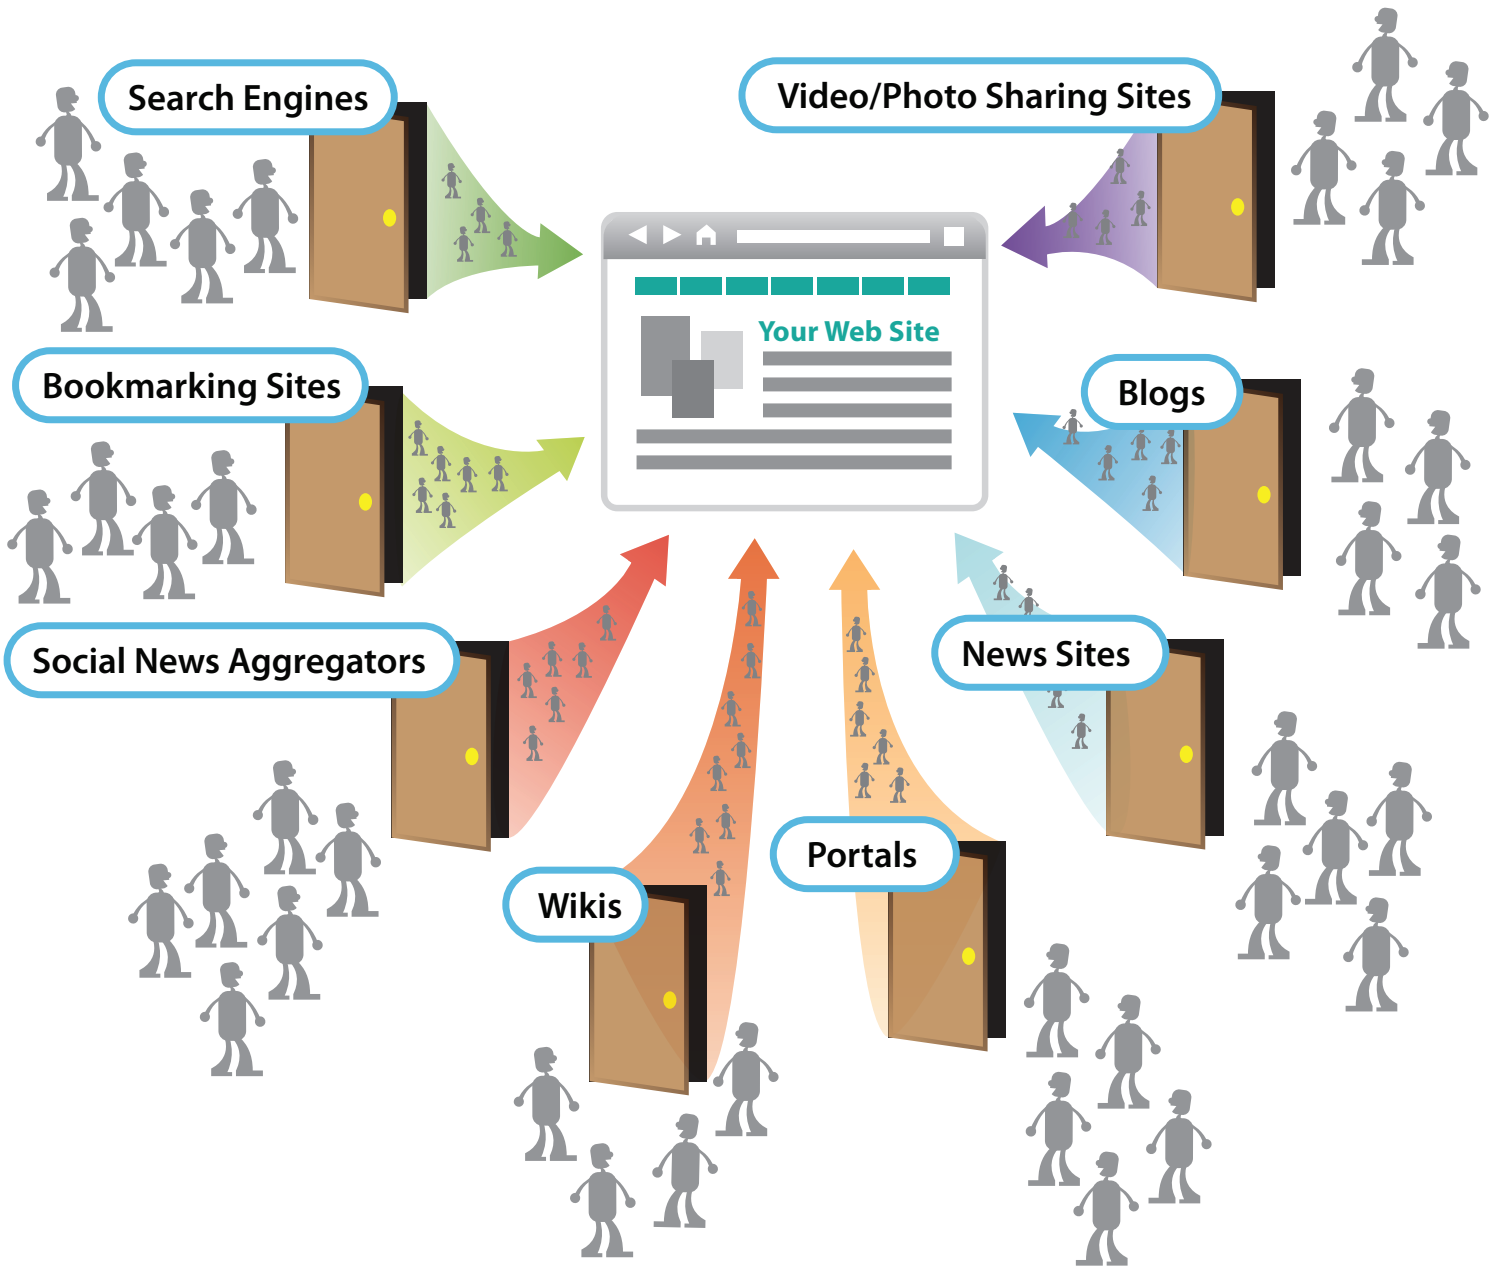 Search Engines
Video/Photo Sharing Sites
Your Web Site
Bookmarking Sites
Blogs
Social News Aggregators
News Sites
Wikis
Portals